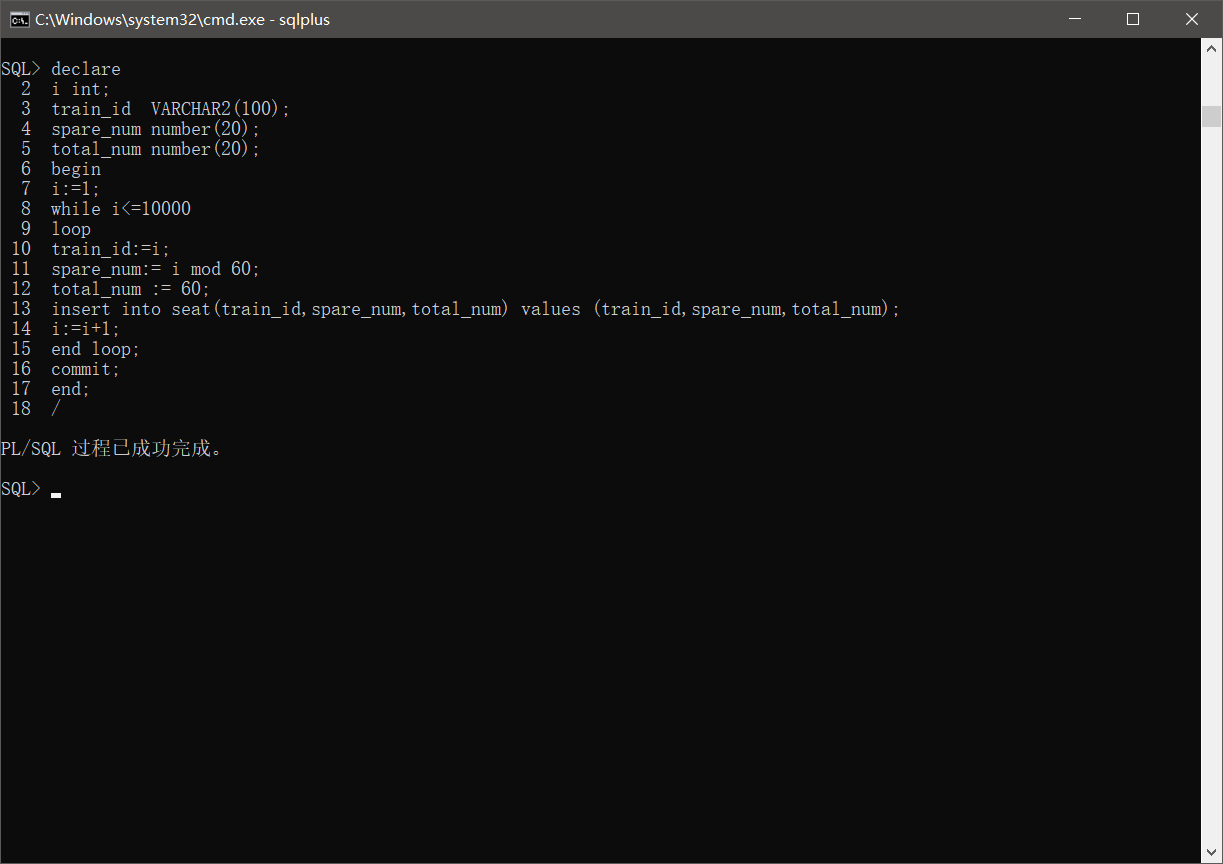 C:\Windows\system32\cmd.exe - sqlplus
SQL> declare
  2  i int;
  3  train_id  VARCHAR2(100);
  4  spare_num number(20);
  5  total_num number(20);
  6  begin
  7  i:=1;
  8  while i<=10000
  9  loop
 10  train_id:=i;
 11  spare_num:= i mod 60;
 12  total_num := 60;
 13  insert into seat(train_id,spare_num,total_num) values (train_id,spare_num,total_num);
 14  i:=i+1;
 15  end loop;
 16  commit;
 17  end;
 18  /
PL/SQL 过程已成功完成。
SQL>